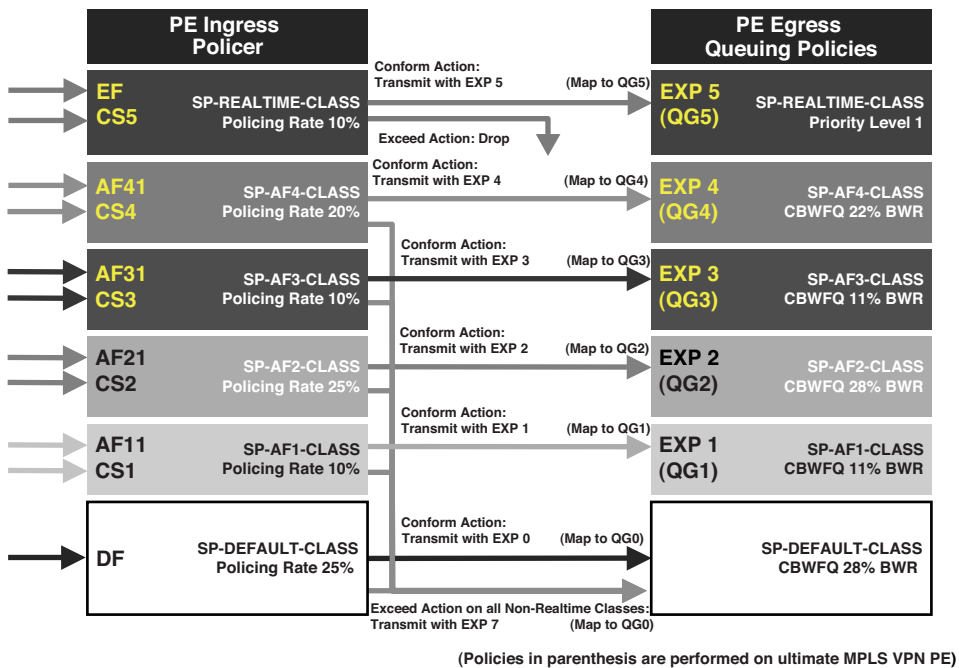 PE Ingress
Policer
PE Egress
Queuing Policies
EF
CS5
SP-REALTIME-CLASS
Policing Rate 10%
Conform Action:
Transmit with EXP 5
(Map to QG5)
Exceed Action: Drop
EXP 5
(QG5)
SP-REALTIME-CLASS
Priority Level 1
AF41
CS4
SP-AF4-CLASS
Policing Rate 20%
Conform Action:
Transmit with EXP 4
(Map to QG4)
EXP 4
(QG4)
SP-AF4-CLASS
CBWFQ 22% BWR
AF31
CS3
SP-AF3-CLASS
Policing Rate 10%
Conform Action:
Transmit with EXP 3
(Map to QG3)
EXP 3
(QG3)
SP-AF3-CLASS
CBWFQ 11% BWR
AF21
CS2
SP-AF2-CLASS
Policing Rate 25%
Conform Action:
Transmit with EXP 2
(Map to QG2)
EXP 2
(QG2)
SP-AF2-CLASS
CBWFQ 28% BWR
AF11
CS1
SP-AF1-CLASS
Policing Rate 10%
Conform Action:
Transmit with EXP 1
(Map to QG1)
EXP 1
(QG1)
SP-AF1-CLASS
CBWFQ 11% BWR
DF
SP-DEFAULT-CLASS
Policing Rate 25%
Conform Action:
Transmit with EXP 0
(Map to QG0)
SP-DEFAULT-CLASS
CBWFQ 28% BWR
Exceed Action on all Non-Realtime Classes:
Transmit with EXP 7
(Map to QG0)
(Policies in parenthesis are performed on ultimate MPLS VPN PE)